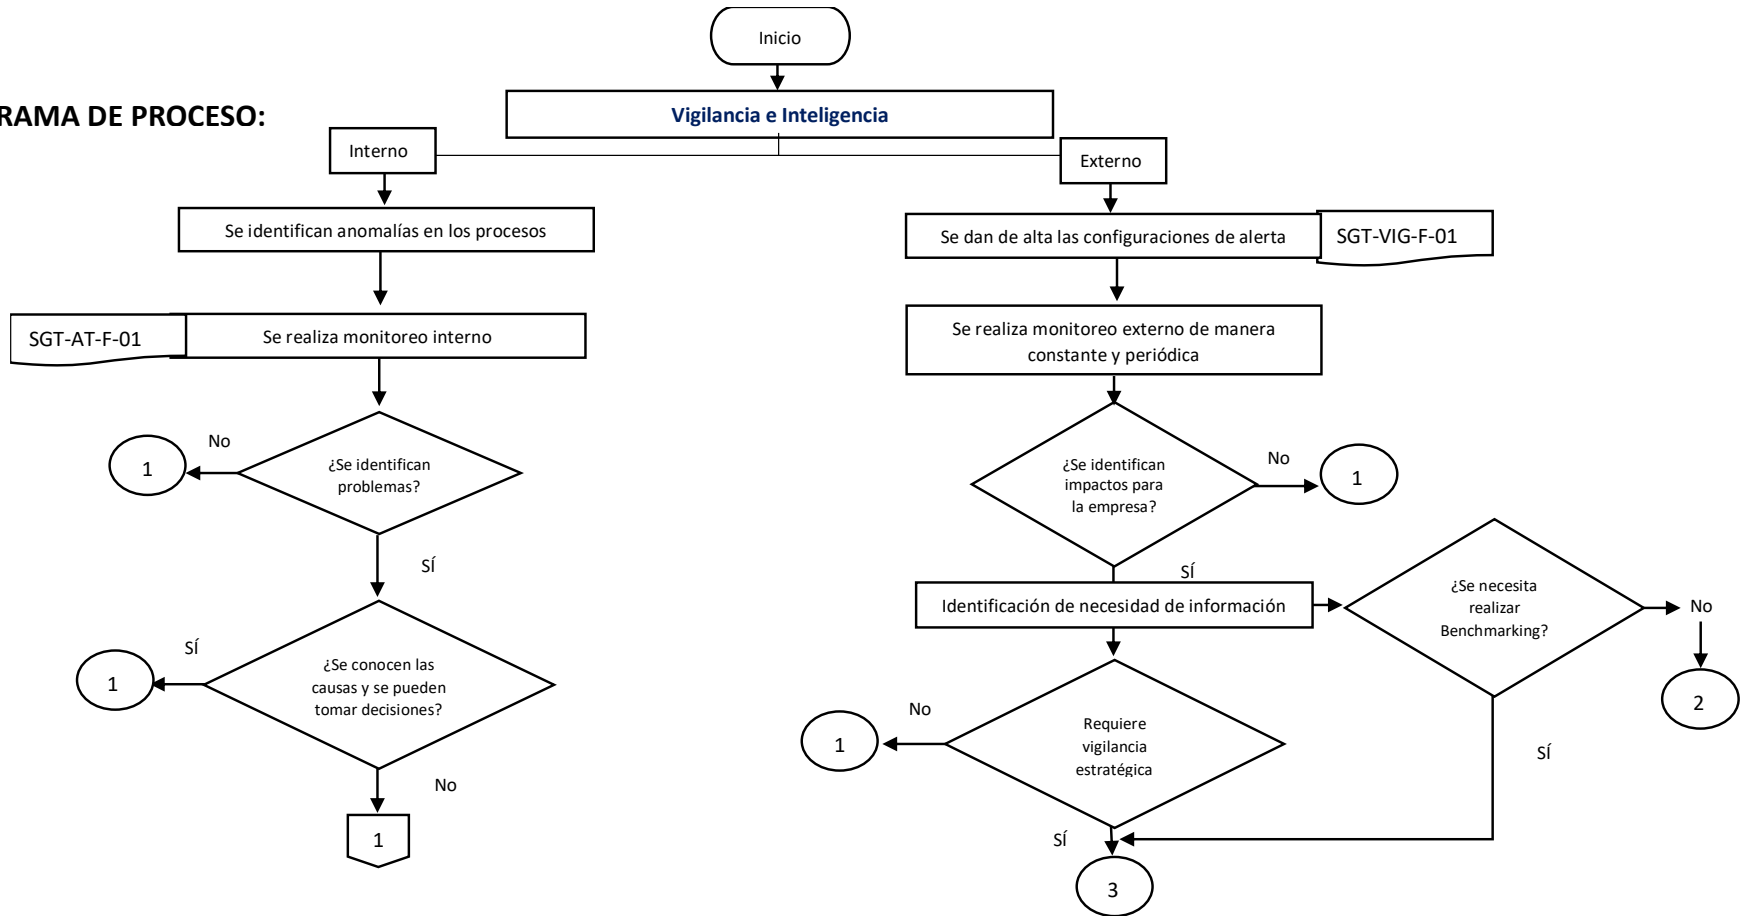 Inicio
RAMA DE PROCESO:
Vigilancia e Inteligencia
Interno
Externo
Se identifican anomalías en los procesos
Se dan de alta las configuraciones de alerta
SGT-VIG-F-01
SGT-AT-F-01
Se realiza monitoreo interno
Se realiza monitoreo externo de manera
constante y periódica
No
1
¿Se identifican
problemas?
¿Se identifican
impactos para
la empresa?
No
1
SÍ
SÍ
Identificación de necesidad de información
¿Se necesita
realizar
Benchmarking?
No
2
SÍ
1
¿Se conocen las
causas y se pueden
tomar decisiones?
No
1
No
1
Requiere
vigilancia
estratégica
SÍ
SÍ
3